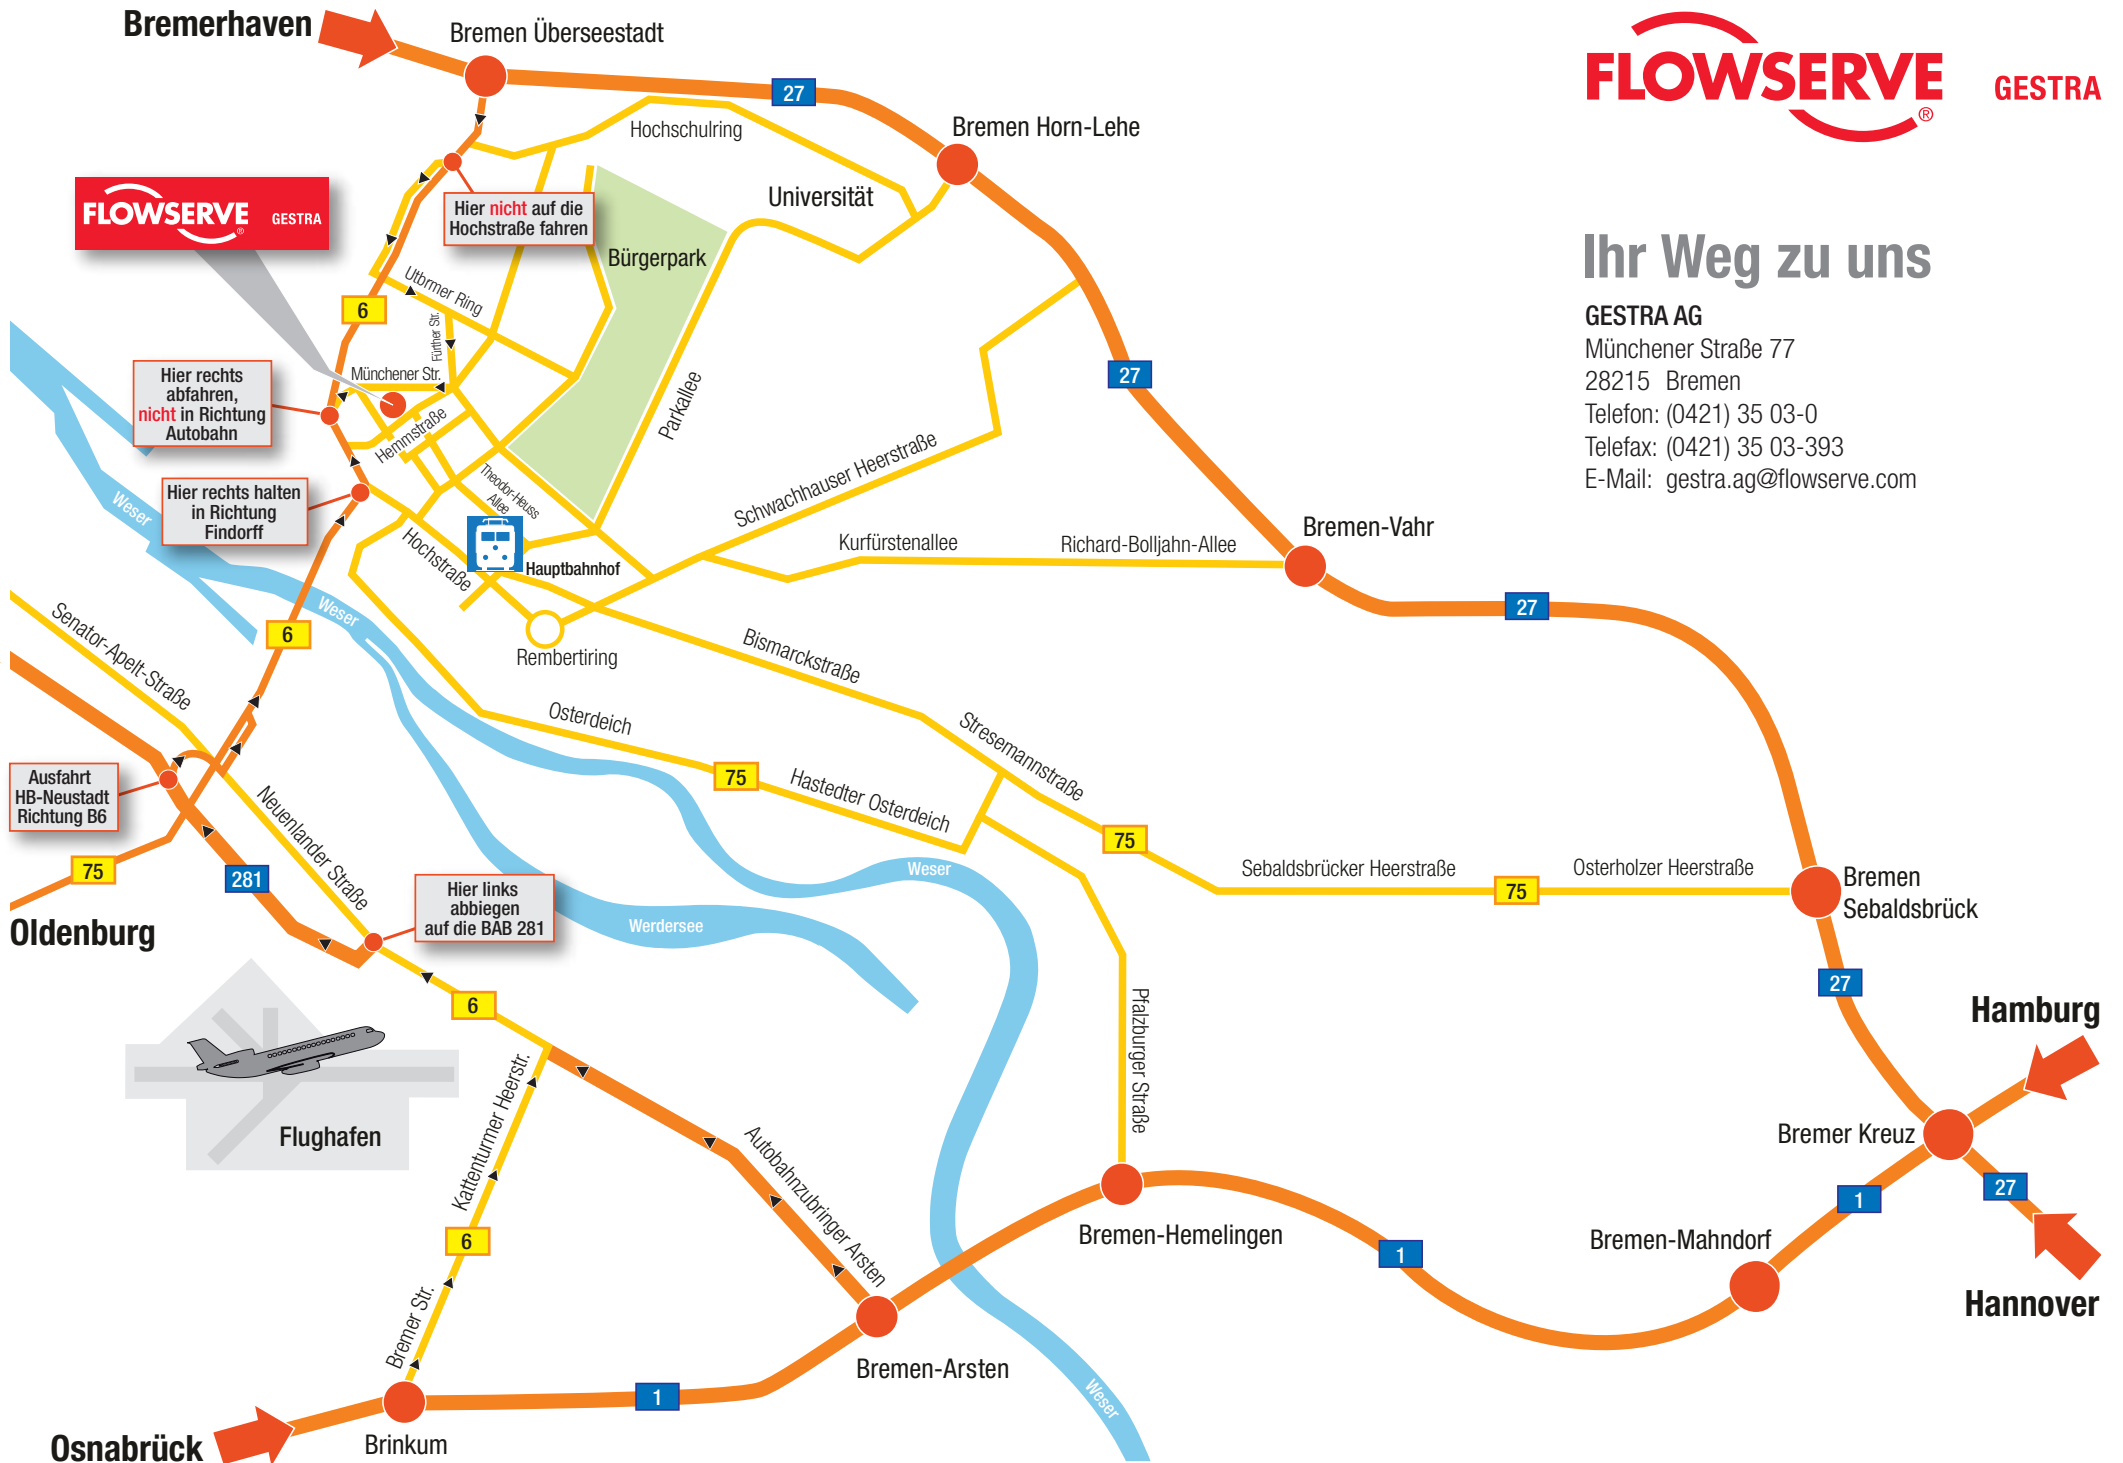 Bremerhaven
Bremen Überseestadt
27
Hochschulring
Bremen Horn-Lehe
FLOWSERVE
®
GESTRA
Universität
Hier nicht auf die
Hochstraße fahren
FLOWSERVE
®
GESTRA
Bürgerpark
Ihr Weg zu uns
GESTRA AG
Münchener Straße 77
28215 Bremen
Telefon: (0421) 35 03-0
Telefax: (0421) 35 03-393
E-Mail: gestra.ag@flowserve.com
Utbrmer Ring
6
Fürther Str.
Münchener Str.
27
Hier rechts
abfahren,
nicht in Richtung
Autobahn
Parkallee
Hemmstraße
Schwachhauser Heerstraße
Theodor-Heuss
Allee
Hier rechts halten
in Richtung
Findorff
Weser
Hochstraße
Hauptbahnhof
Kurfürstenallee
Richard-Bolljahn-Allee
Bremen-Vahr
27
Weser
6
Senator-Apelt-Straße
Rembertiring
Bismarckstraße
Osterdeich
Stresemannstraße
75
Hastedter Osterdeich
75
Ausfahrt
HB-Neustadt
Richtung B6
Neuenlander Straße
75
281
Hier links
abbiegen
auf die BAB 281
Weser
Sebaldsbrücker Heerstraße
75
Osterholzer Heerstraße
Bremen
Sebaldsbrück
Oldenburg
Werdersee
27
6
Pfalzburger Straße
Hamburg
Flughafen
Kattenturmer Heerstr.
Autobahnzubringer Arsten
Bremer Kreuz
27
1
6
Bremen-Hemelingen
1
Bremen-Mahndorf
Hannover
Bremer Str.
Bremen-Arsten
1
Weser
Osnabrück
Brinkum